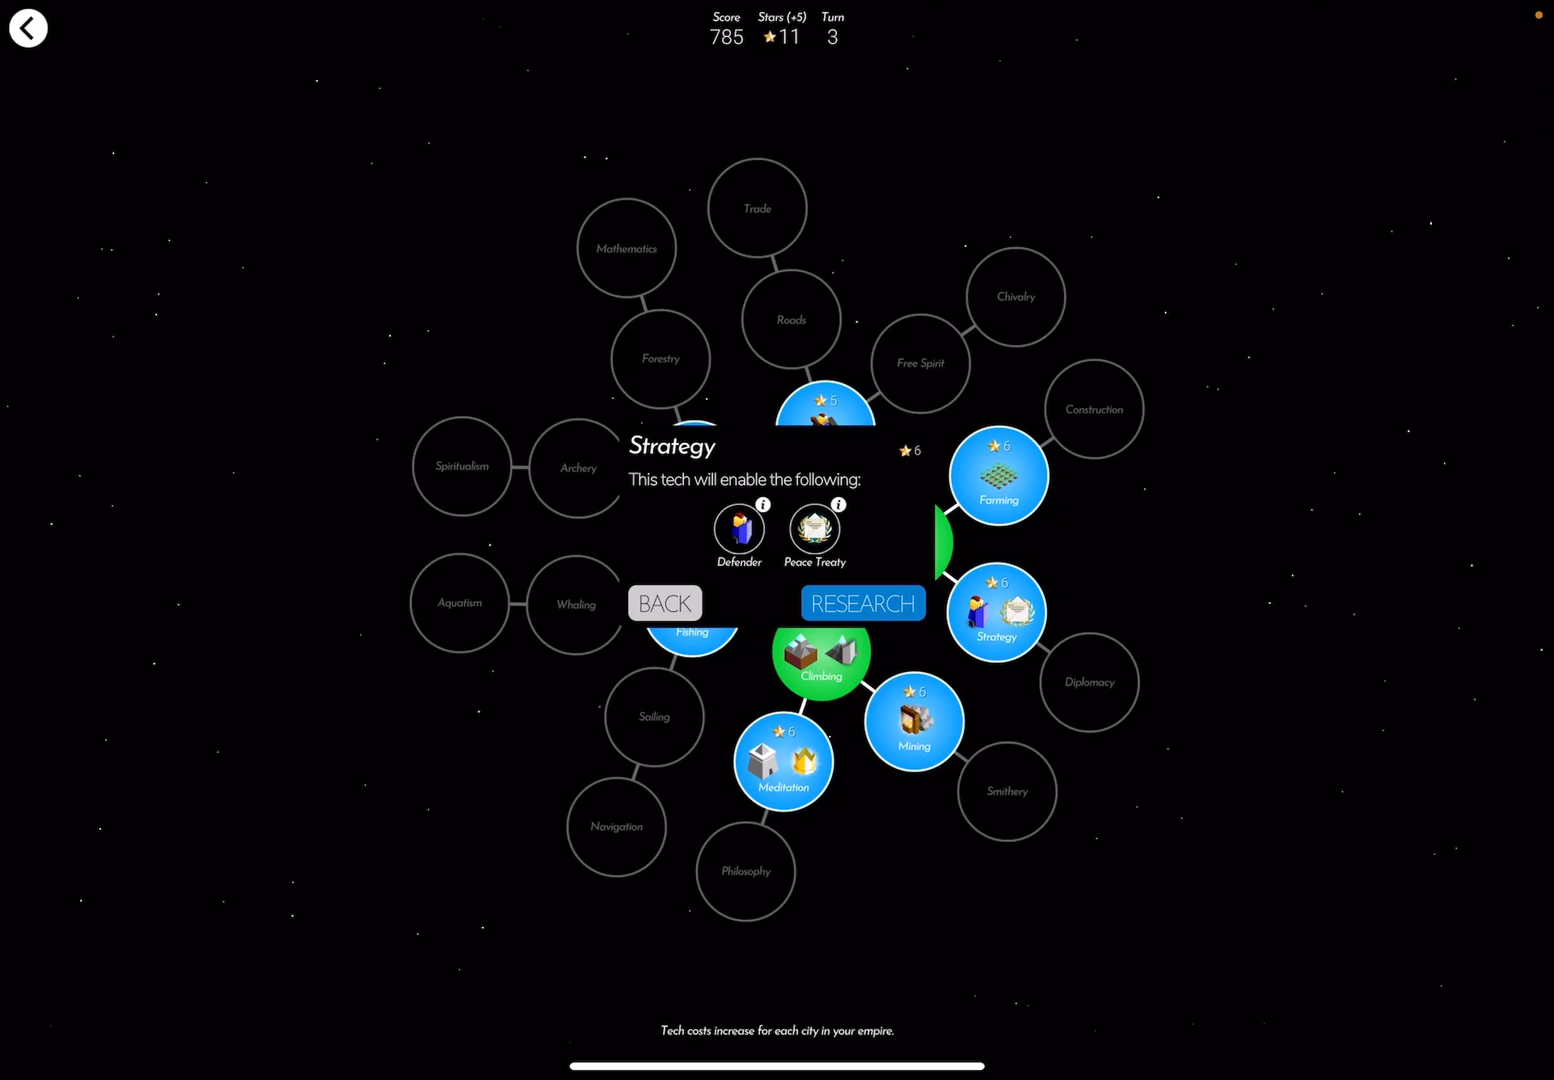 Score
785
Stars (+5)
11
Turn
3
Trade
Mathematics
Chivalry
Roads
Forestry
Free Spirit
5
Construction
Strategy
6
This tech will enable the following:
Defender
Peace Treaty
BACK
RESEARCH
6
Farming
Spiritualism
Archery
6
Strategy
Aquatism
Whaling
Fishing
Climbing
Diplomacy
6
Mining
Sailing
6
Meditation
Smithery
Navigation
Philosophy
Tech costs increase for each city in your empire.